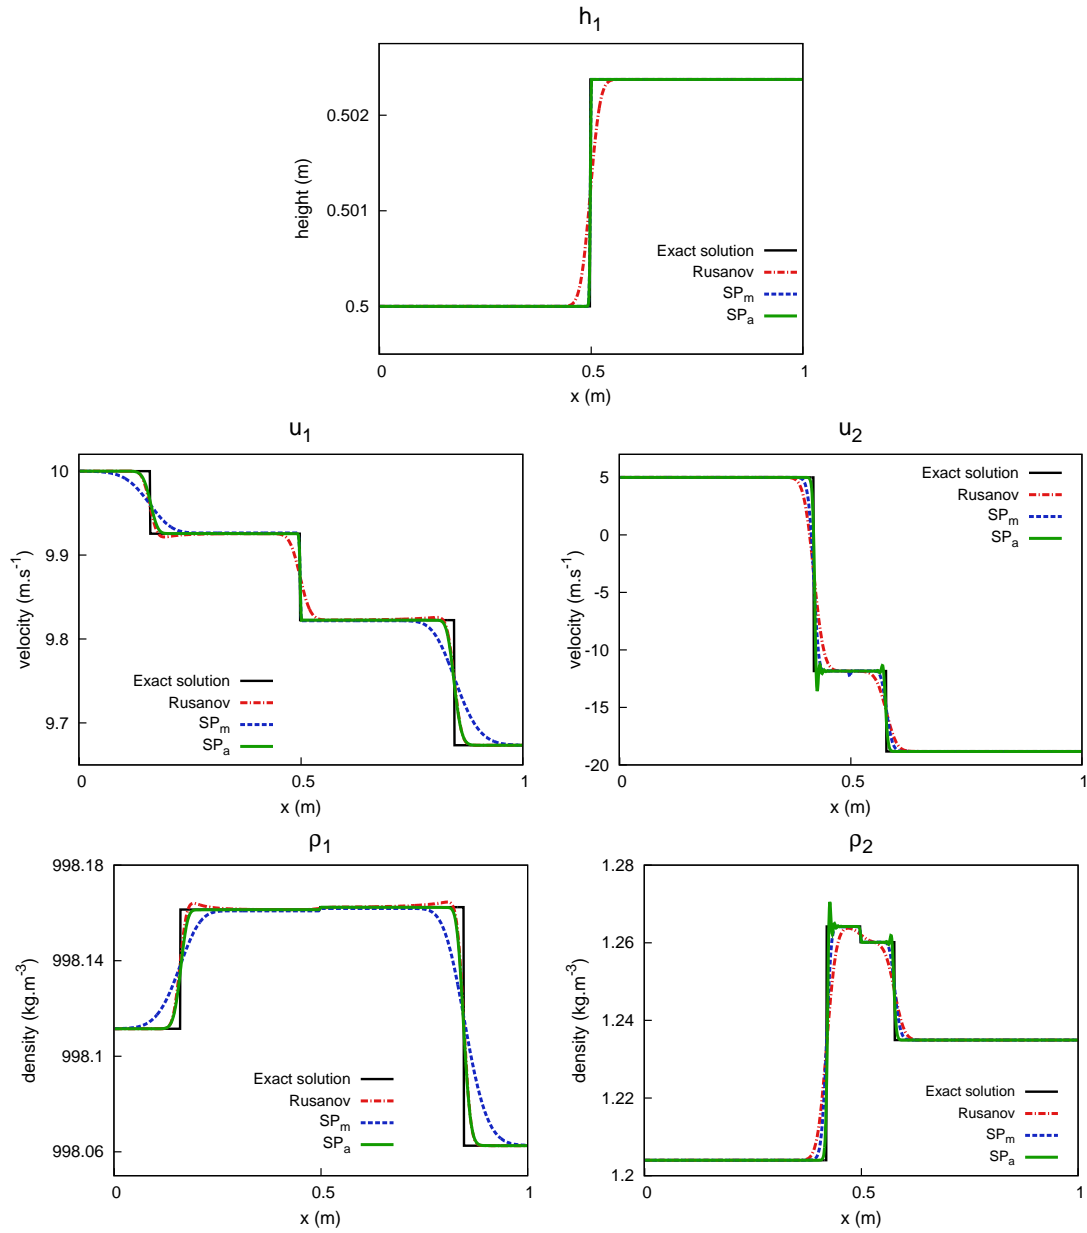 h1
height (m)
0.502
0.501
0.5
Exact solution
Rusanov
SPm
SPa
0 0.5 1
x (m)
u1
velocity (m.s-1)
10
9.9
9.8
9.7
Exact solution
Rusanov
SPm
SPa
0 0.5 1
x (m)
u2
velocity (m.s-1)
5
0
-5
-10
-15
-20
Exact solution
Rusanov
SPm
SPa
0 0.5 1
x (m)
ρ1
density (kg.m-3)
998.18
998.14
998.1
998.06
Exact solution
Rusanov
SPm
SPa
0 0.5 1
x (m)
ρ2
density (kg.m-3)
1.28
1.26
1.24
1.22
1.2
Exact solution
Rusanov
SPm
SPa
0 0.5 1
x (m)